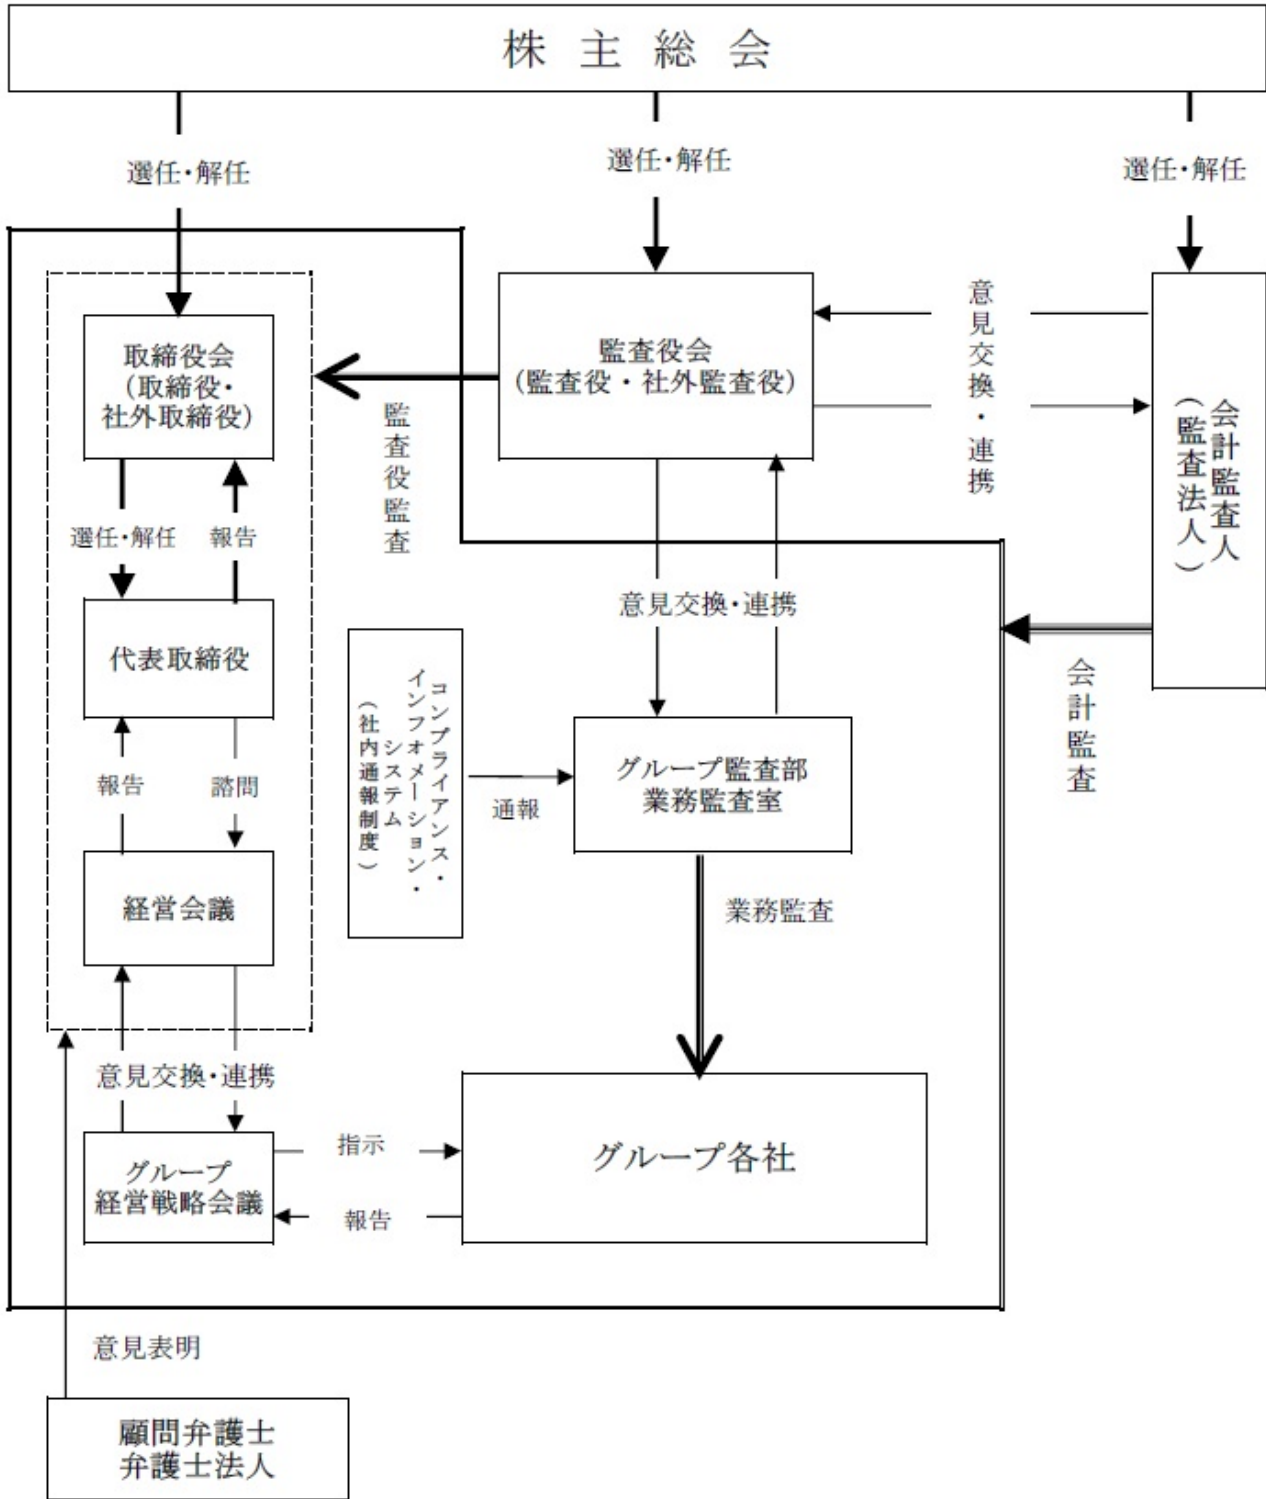 株主総会
選任・解任
選任・解任
選任・解任
取締役会
（取締役・
社外取締役）
監査役会
（監査役・社外監査役）
意見交換・連携
会計監査人
（監査法人）
監査役監査
選任・解任
報告
意見交換・連携
代表取締役
コンプライアンス・
インフォメーション・
システム
（社内通報制度）
会計監査
グループ監査部
業務監査室
通報
報告
諮問
経営会議
業務監査
意見交換・連携
グループ
経営戦略会議
指示
報告
グループ各社
意見表明
顧問弁護士
弁護士法人